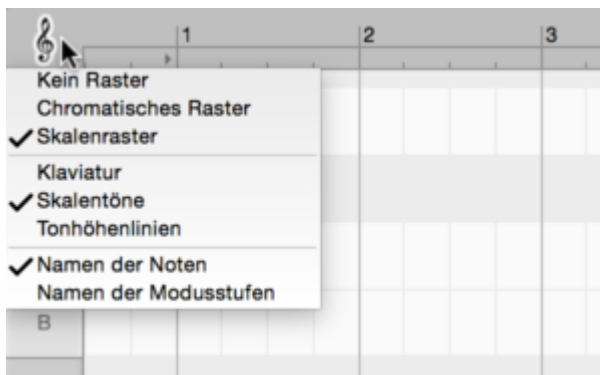 1 2 3
Kein Raster
Chromatisches Raster
Skalenraster
Klaviatur
Skalentöne
Tonhöhenlinien
Namen der Noten
Namen der Modusstufen
B